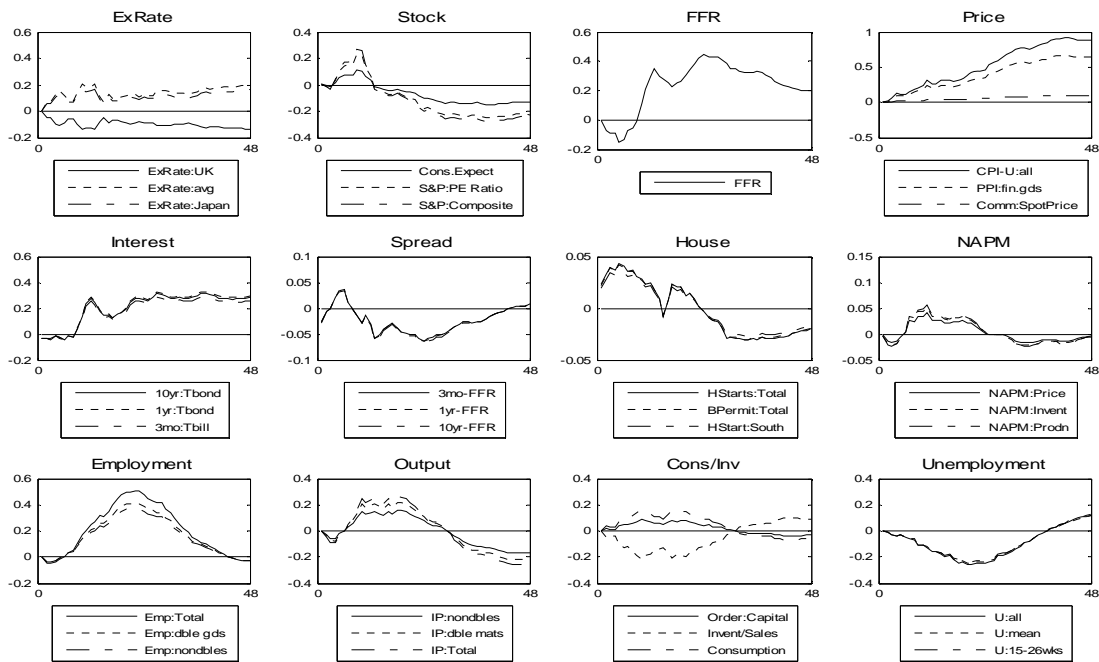 ExRate
0.6
0.4
0.2
0
-0.2
0
48
ExRate:UK
ExRate:avg
ExRate:Japan
Stock
0.4
0.2
0
-0.2
-0.4
0
48
Cons.Expect
S&P:PE Ratio
S&P:Composite
FFR
0.6
0.4
0.2
0
-0.2
0
48
FFR
Price
1
0.5
0
0.5
0
48
CPI-U:all
PPI:fin.gds
Comm:SpotPrice
Interest
0.6
0.4
0.2
0
-0.2
0
48
10yr:Tbond
1yr:Tbond
3mo:Tbill
Spread
0.1
0.05
0
-0.05
-0.1
0
48
3mo-FFR
1yr-FFR
10yr-FFR
House
0.05
0
-0.05
0
48
HStarts:Total
BPermit:Total
HStart:South
NAPM
0.15
0.1
0.05
0
-0.05
0
48
NAPM:Price
NAPM:Invent
NAPM:Prodn
Employment
0.6
0.4
0.2
0
-0.2
0
48
Emp:Total
Emp:dble gds
Emp:nondbles
Output
0.4
0.2
0
-0.2
-0.4
0
48
IP:nondbles
IP:dble mats
IP:Total
Cons/Inv
0.4
0.2
0
-0.2
-0.4
0
48
Order:Capital
Invent/Sales
Consumption
Unemployment
0.4
0.2
0
-0.2
-0.4
0
48
U:all
U:mean
U:15-26wks